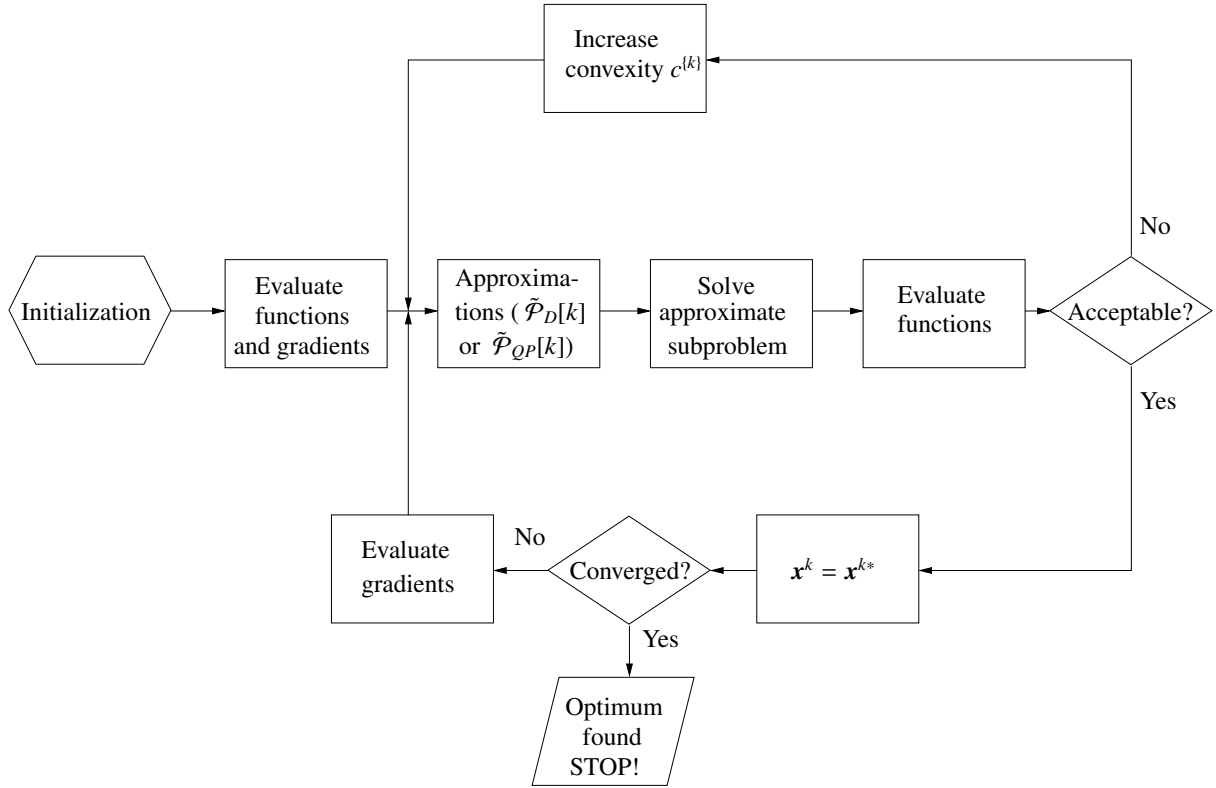 Increase
convexity c^{k}
No
Initialization
Evaluate
functions
and gradients
Approxima-
tions ( 𝒫̃_D[k]
or 𝒫̃_QP[k])
Solve
approximate
subproblem
Evaluate
functions
Acceptable?
Yes
Evaluate
gradients
No
Converged?
x^k = x^k*
Yes
Optimum
found
STOP!